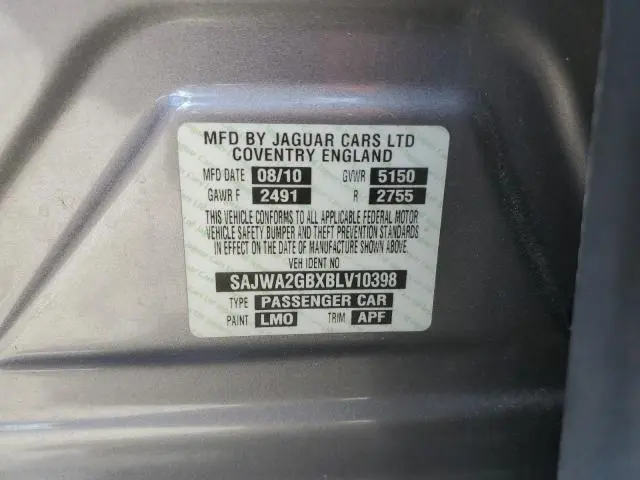 MFD BY JAGUAR CARS LTD
COVENTRY ENGLAND
MFD DATE 08/10 GVWR 5150
GAWR F 2491 R 2755
THIS VEHICLE CONFORMS TO ALL APPLICABLE FEDERAL MOTOR
VEHICLE SAFETY BUMPER AND THEFT PREVENTION STANDARDS
IN EFFECT ON THE DATE OF MANUFACTURE SHOWN ABOVE
VEH IDENT NO
SAJWA2GBXBLV10398
TYPE PASSENGER CAR
PAINT LMO TRIM APF